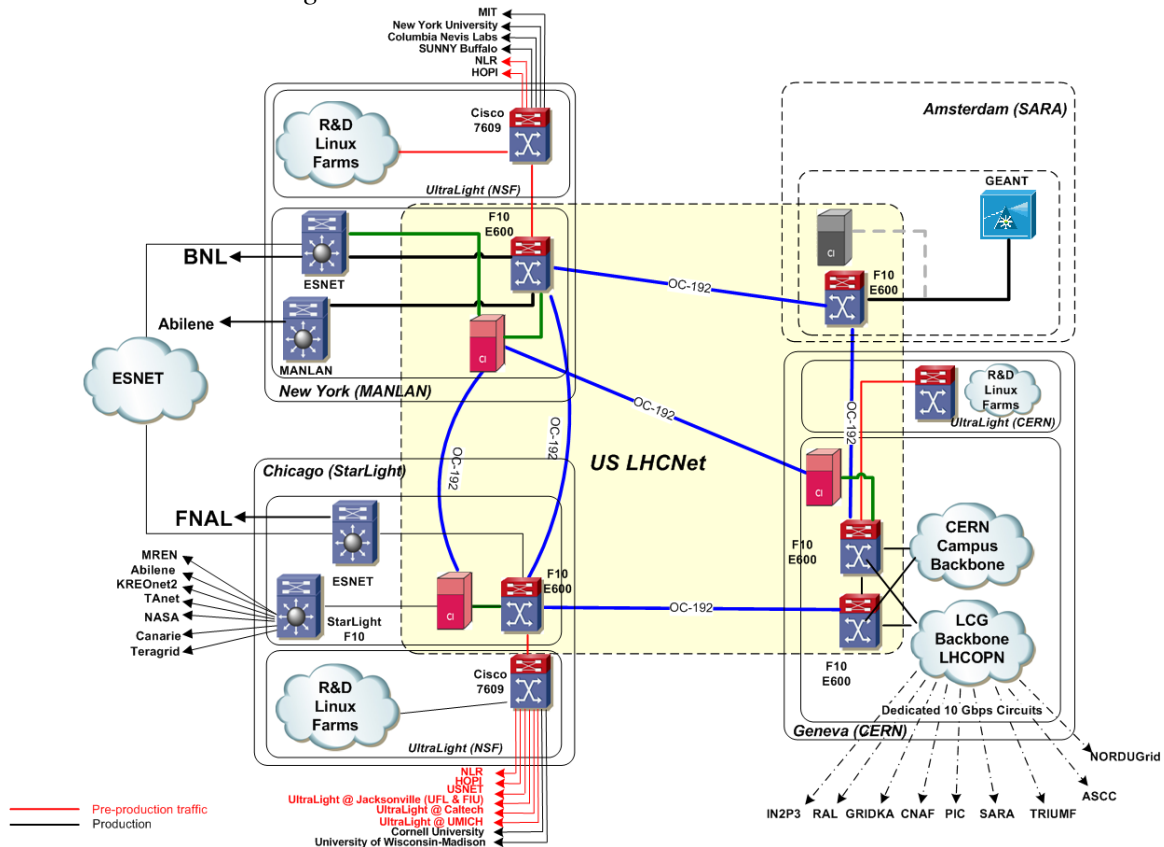 MIT
New York University
Columbia Nevis Labs
SUNNY Buffalo
NLR
HOPI
R&D
Linux
Farms
Cisco
7609
UltraLight (NSF)
Amsterdam (SARA)
GEANT
CI
F10
E600
F10
E600
BNL
ESNET
Abilene
MANLAN
CI
New York (MANLAN)
ESNET
OC-192
OC-192
OC-192
OC-192
OC-192
US LHCNet
R&D
Linux
Farms
UltraLight (CERN)
CI
F10
E600
CERN
Campus
Backbone
Chicago (StarLight)
FNAL
ESNET
MREN
Abilene
KREOnet2
TAnet
NASA
Canarie
Teragrid
StarLight
F10
CI
F10
E600
OC-192
F10
E600
LCG
Backbone
LHCOPN
Dedicated 10 Gbps Circuits
Geneva (CERN)
R&D
Linux
Farms
Cisco
7609
UltraLight (NSF)
NLR
HOPI
USNET
UltraLight @ Jacksonville (UFL & FIU)
UltraLight @ Caltech
UltraLight @ UMICH
Cornell University
University of Wisconsin-Madison
NORDUGrid
ASCC
IN2P3 RAL GRIDKA CNAF PIC SARA TRIUMF
Pre-production traffic
Production